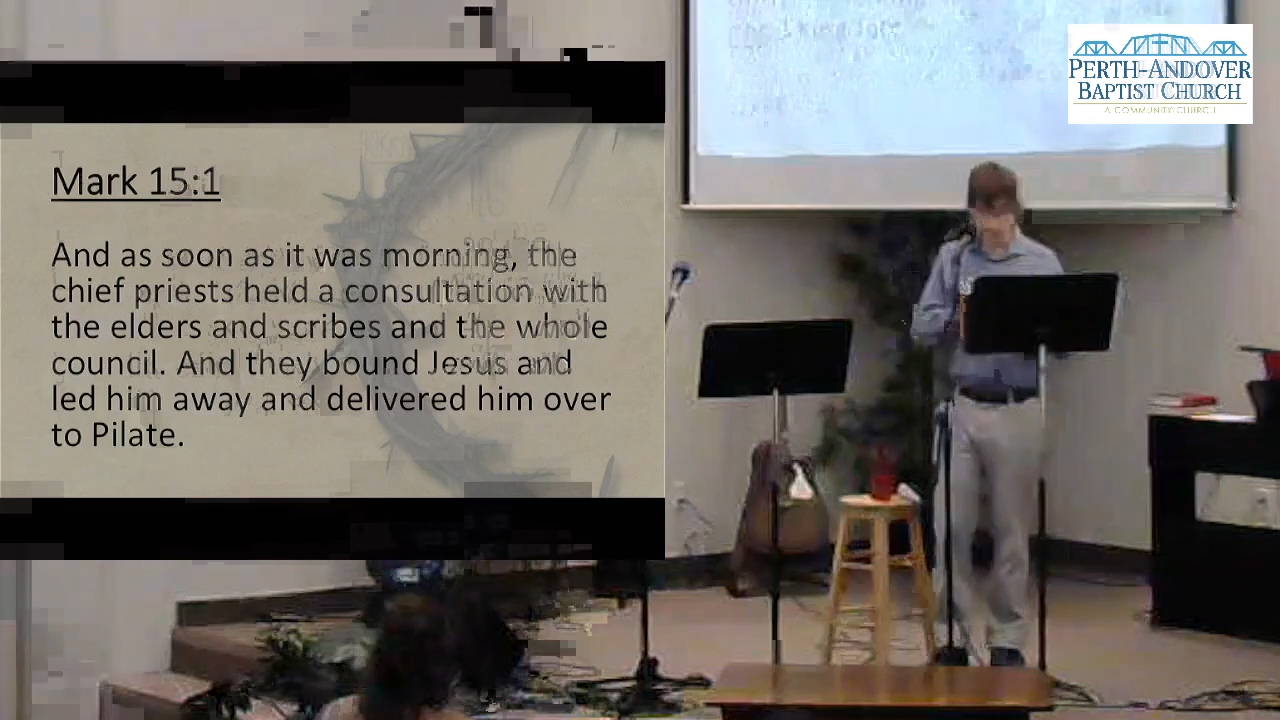 Mark 15:1
And as soon as it was morning, the
chief priests held a consultation with
the elders and scribes and the whole
council. And they bound Jesus and
led him away and delivered him over
to Pilate.
PERTH-ANDOVER
BAPTIST CHURCH
A COMMUNITY CHURCH